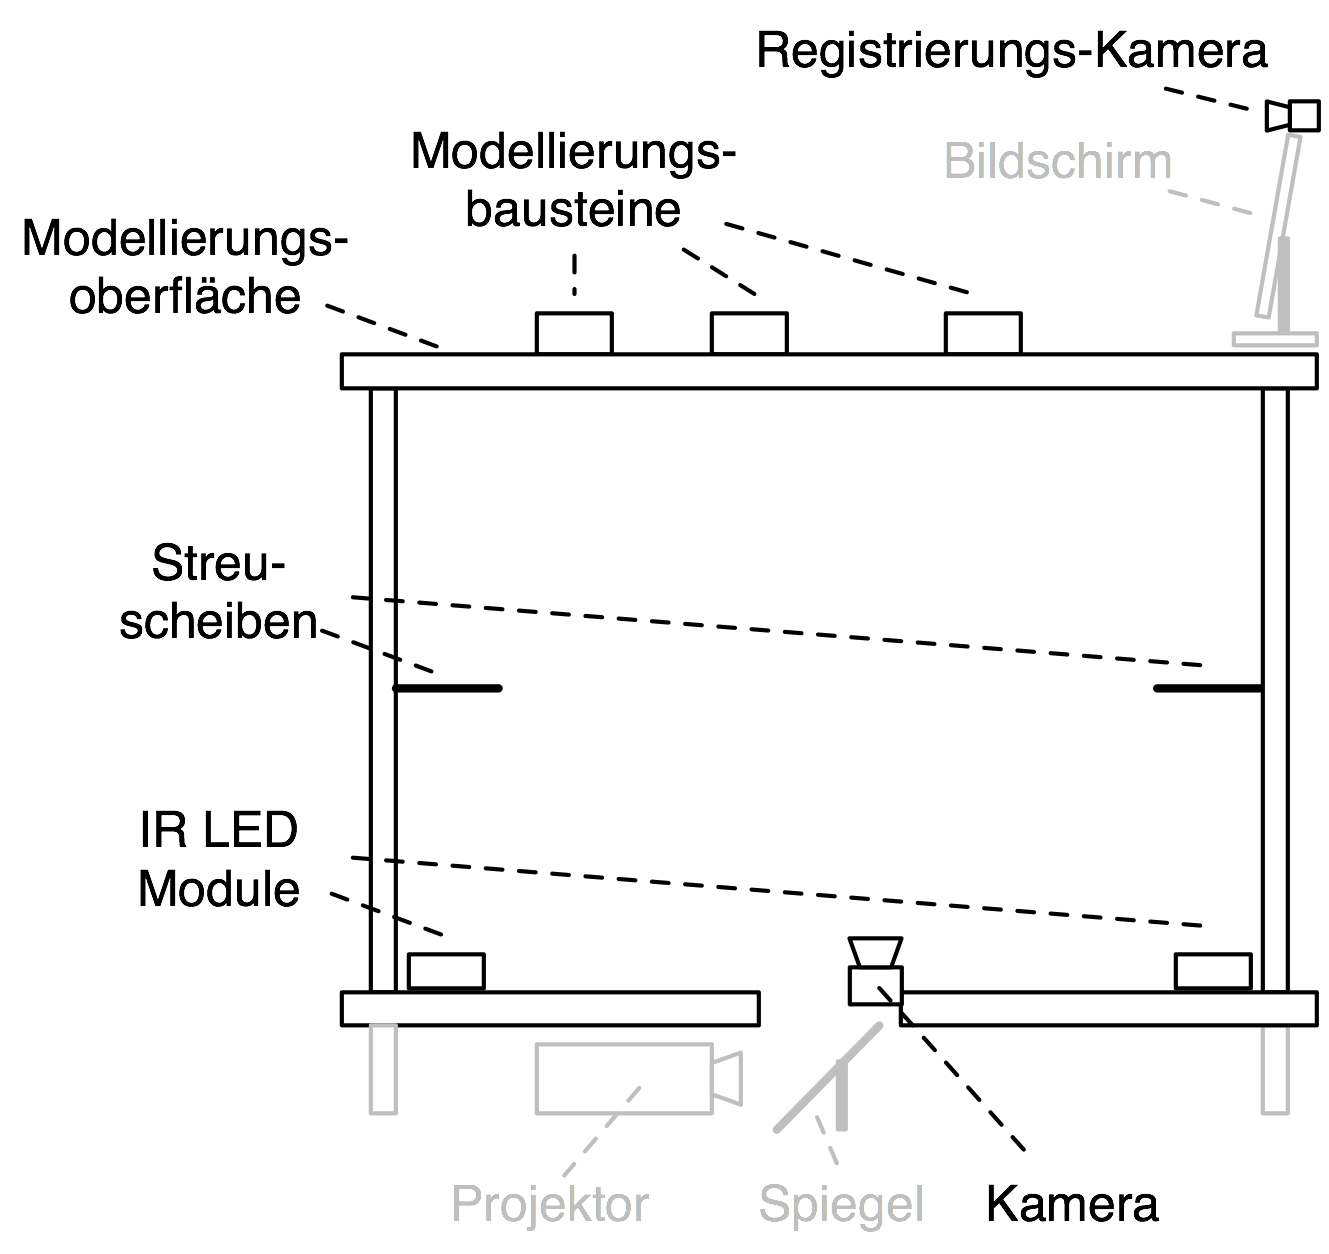 Registrierungs-Kamera
Bildschirm
Modellierungs-
bausteine
Modellierungs-
oberfläche
Streu-
scheiben
IR LED
Module
Projektor
Spiegel
Kamera